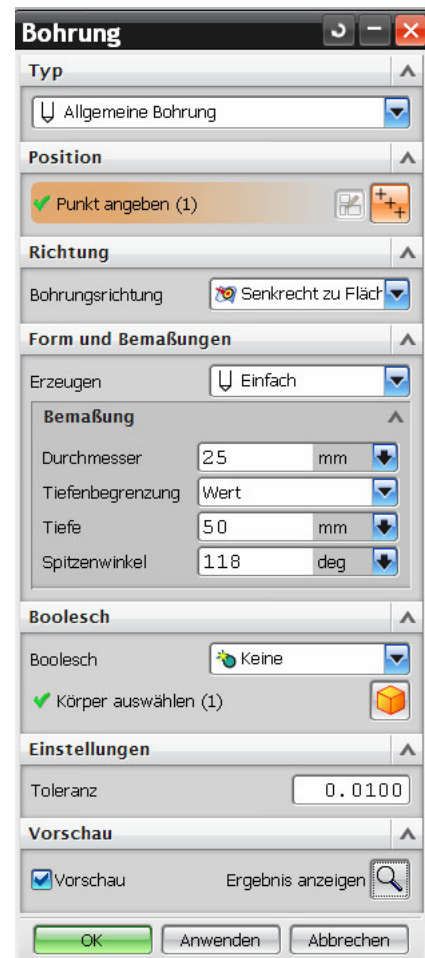 Bohrung
Typ
Allgemeine Bohrung
Position
Punkt angeben (1)
Richtung
Bohrungsrichtung Senkrecht zu Fläch
Form und Bemaßungen
Erzeugen Einfach
Bemaßung
Durchmesser 25 mm
Tiefenbegrenzung Wert
Tiefe 50 mm
Spitzenwinkel 118 deg
Boolesch
Boolesch Keine
Körper auswählen (1)
Einstellungen
Toleranz 0.0100
Vorschau
Vorschau Ergebnis anzeigen
OK Anwenden Abbrechen